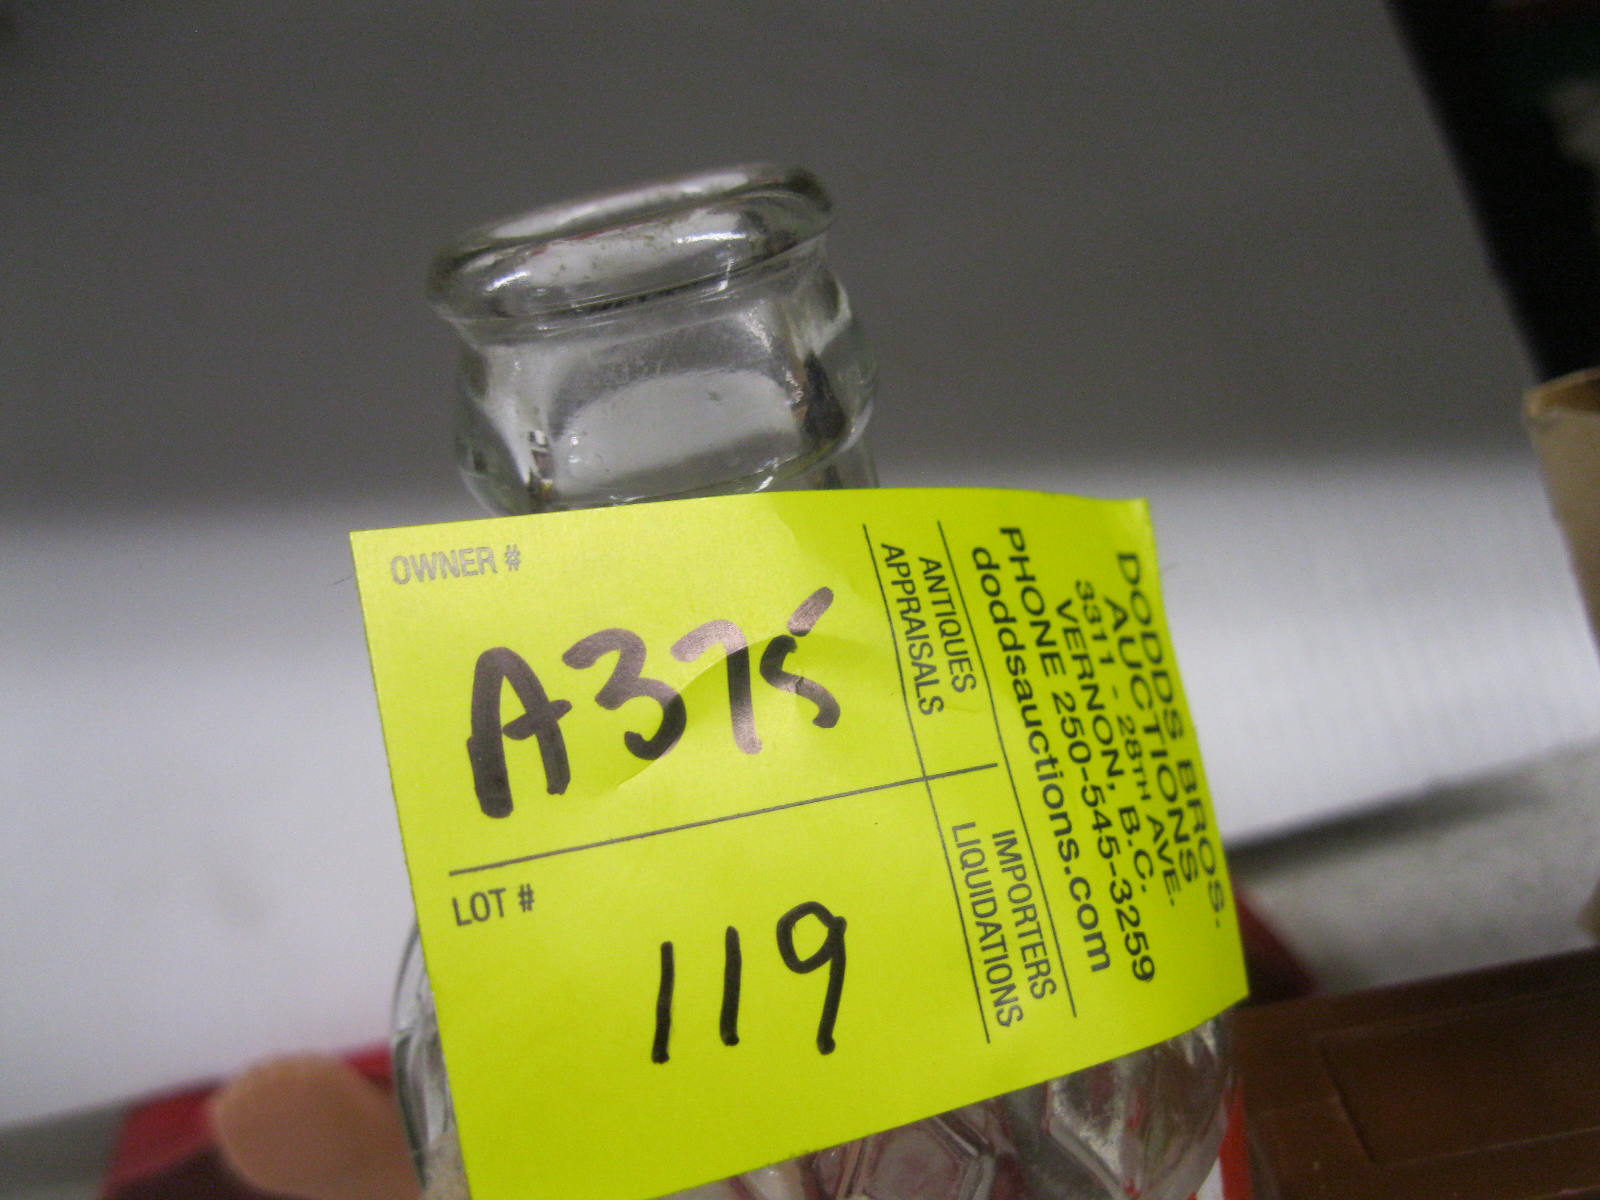 OWNER #
A375
LOT #
119
DODDS BROS.
AUCTIONS
3311 - 28TH AVE.
VERNON, B.C.
PHONE 250-545-3259
doddsauctions.com
ANTIQUES
APPRAISALS
IMPORTERS
LIQUIDATIONS